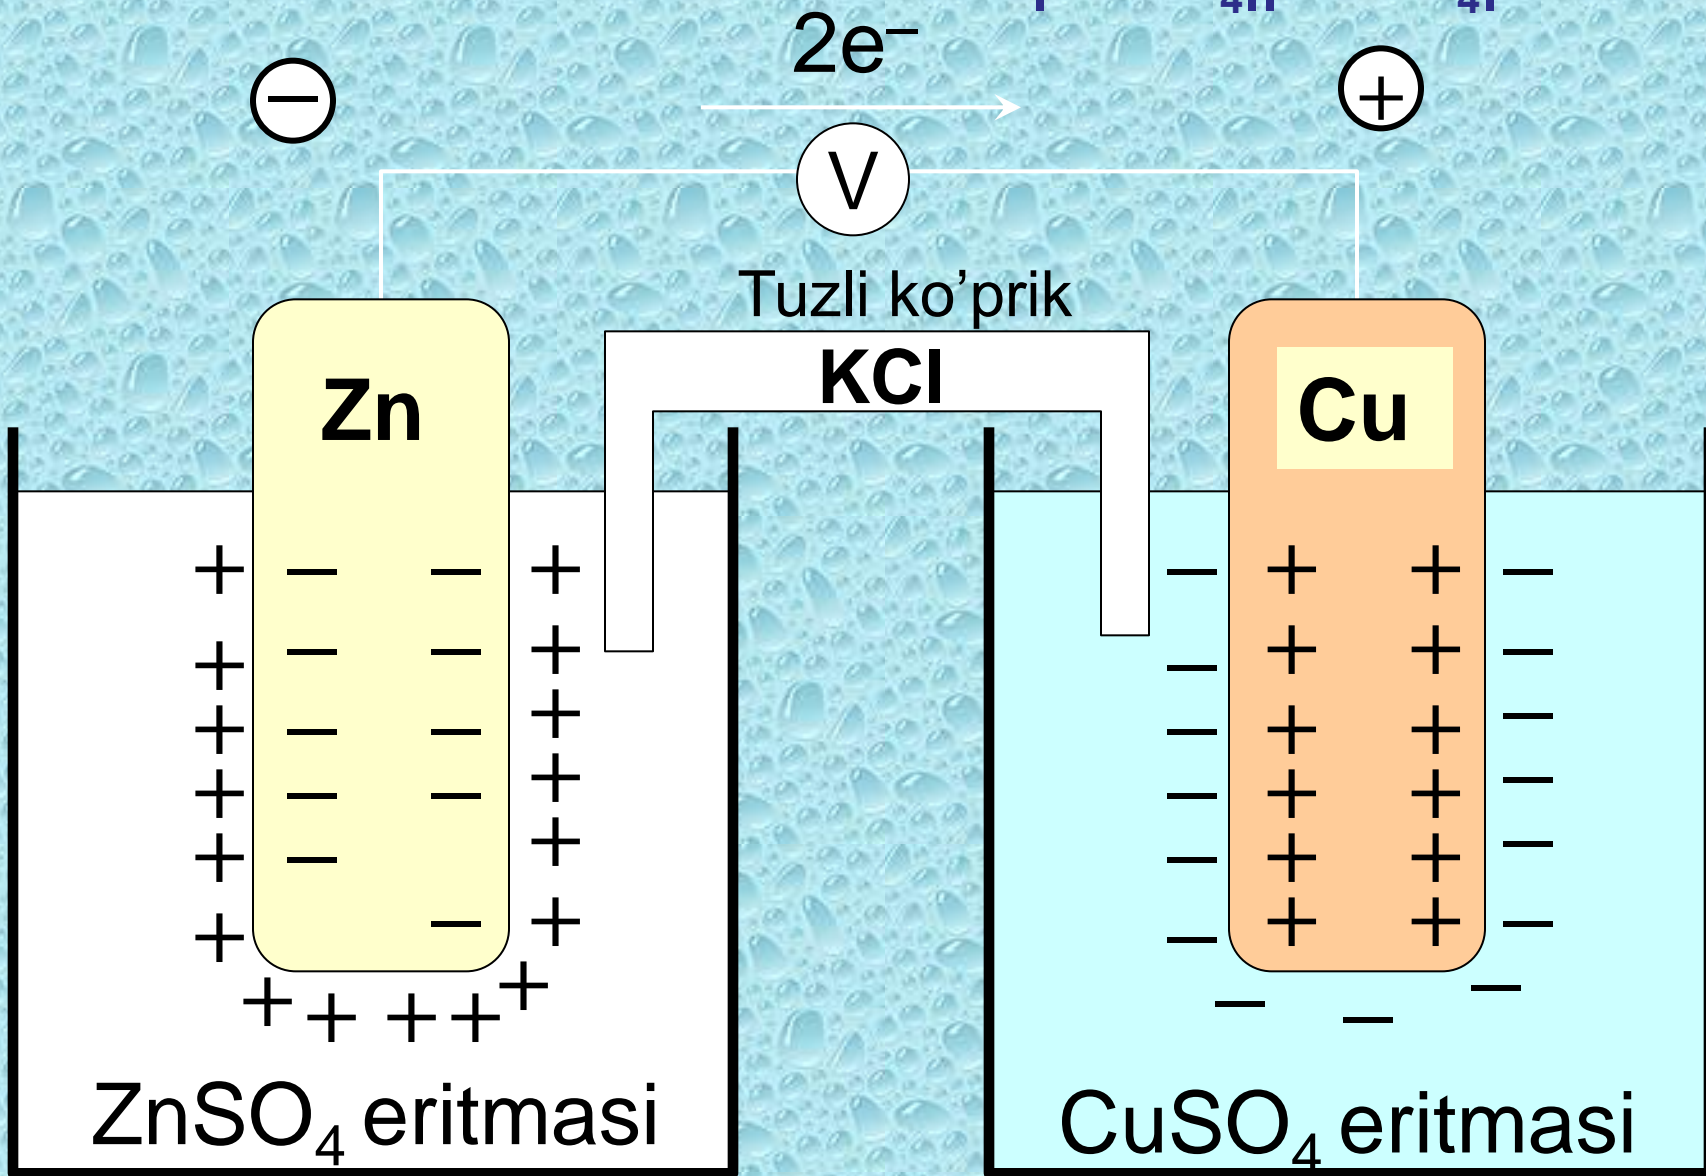 2e–
– +
V
Tuzli ko’prik
KCl
Zn Cu
ZnSO₄ eritmasi CuSO₄ eritmasi